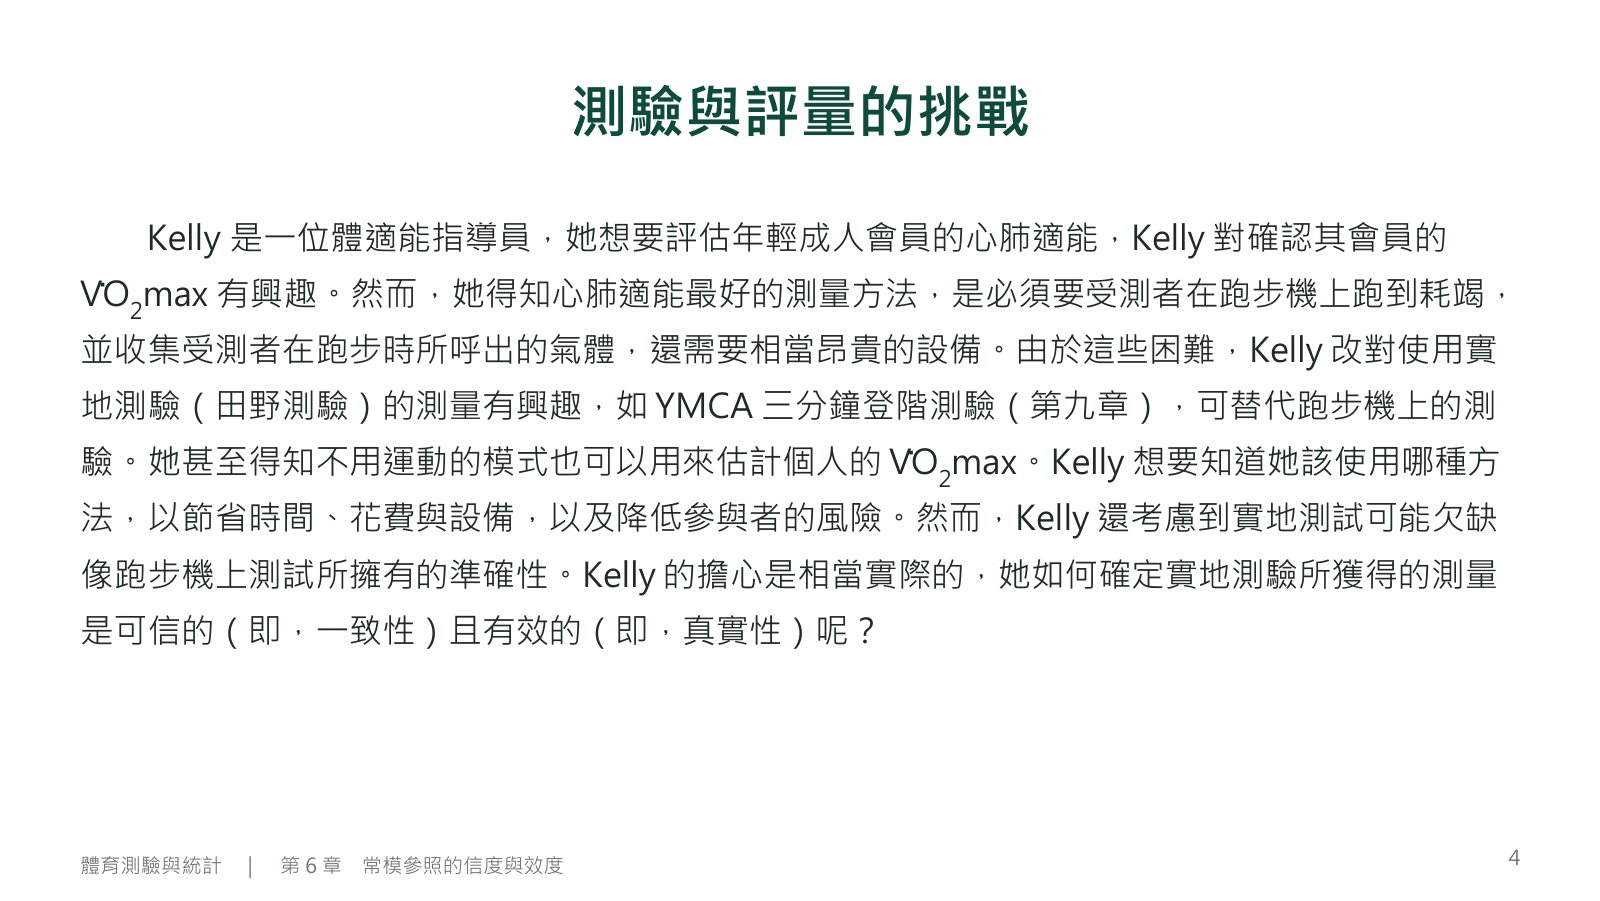 測驗與評量的挑戰
Kelly 是一位體適能指導員，她想要評估年輕成人會員的心肺適能，Kelly 對確認其會員的
V̇O₂max 有興趣。然而，她得知心肺適能最好的測量方法，是必須要受測者在跑步機上跑到耗竭，
並收集受測者在跑步時所呼出的氣體，還需要相當昂貴的設備。由於這些困難，Kelly 改對使用實
地測驗（田野測驗）的測量有興趣，如 YMCA 三分鐘登階測驗（第九章），可替代跑步機上的測
驗。她甚至得知不用運動的模式也可以用來估計個人的 V̇O₂max。Kelly 想要知道她該使用哪種方
法，以節省時間、花費與設備，以及降低參與者的風險。然而，Kelly 還考慮到實地測試可能欠缺
像跑步機上測試所擁有的準確性。Kelly 的擔心是相當實際的，她如何確定實地測驗所獲得的測量
是可信的（即，一致性）且有效的（即，真實性）呢？
體育測驗與統計　|　第 6 章　常模參照的信度與效度
4